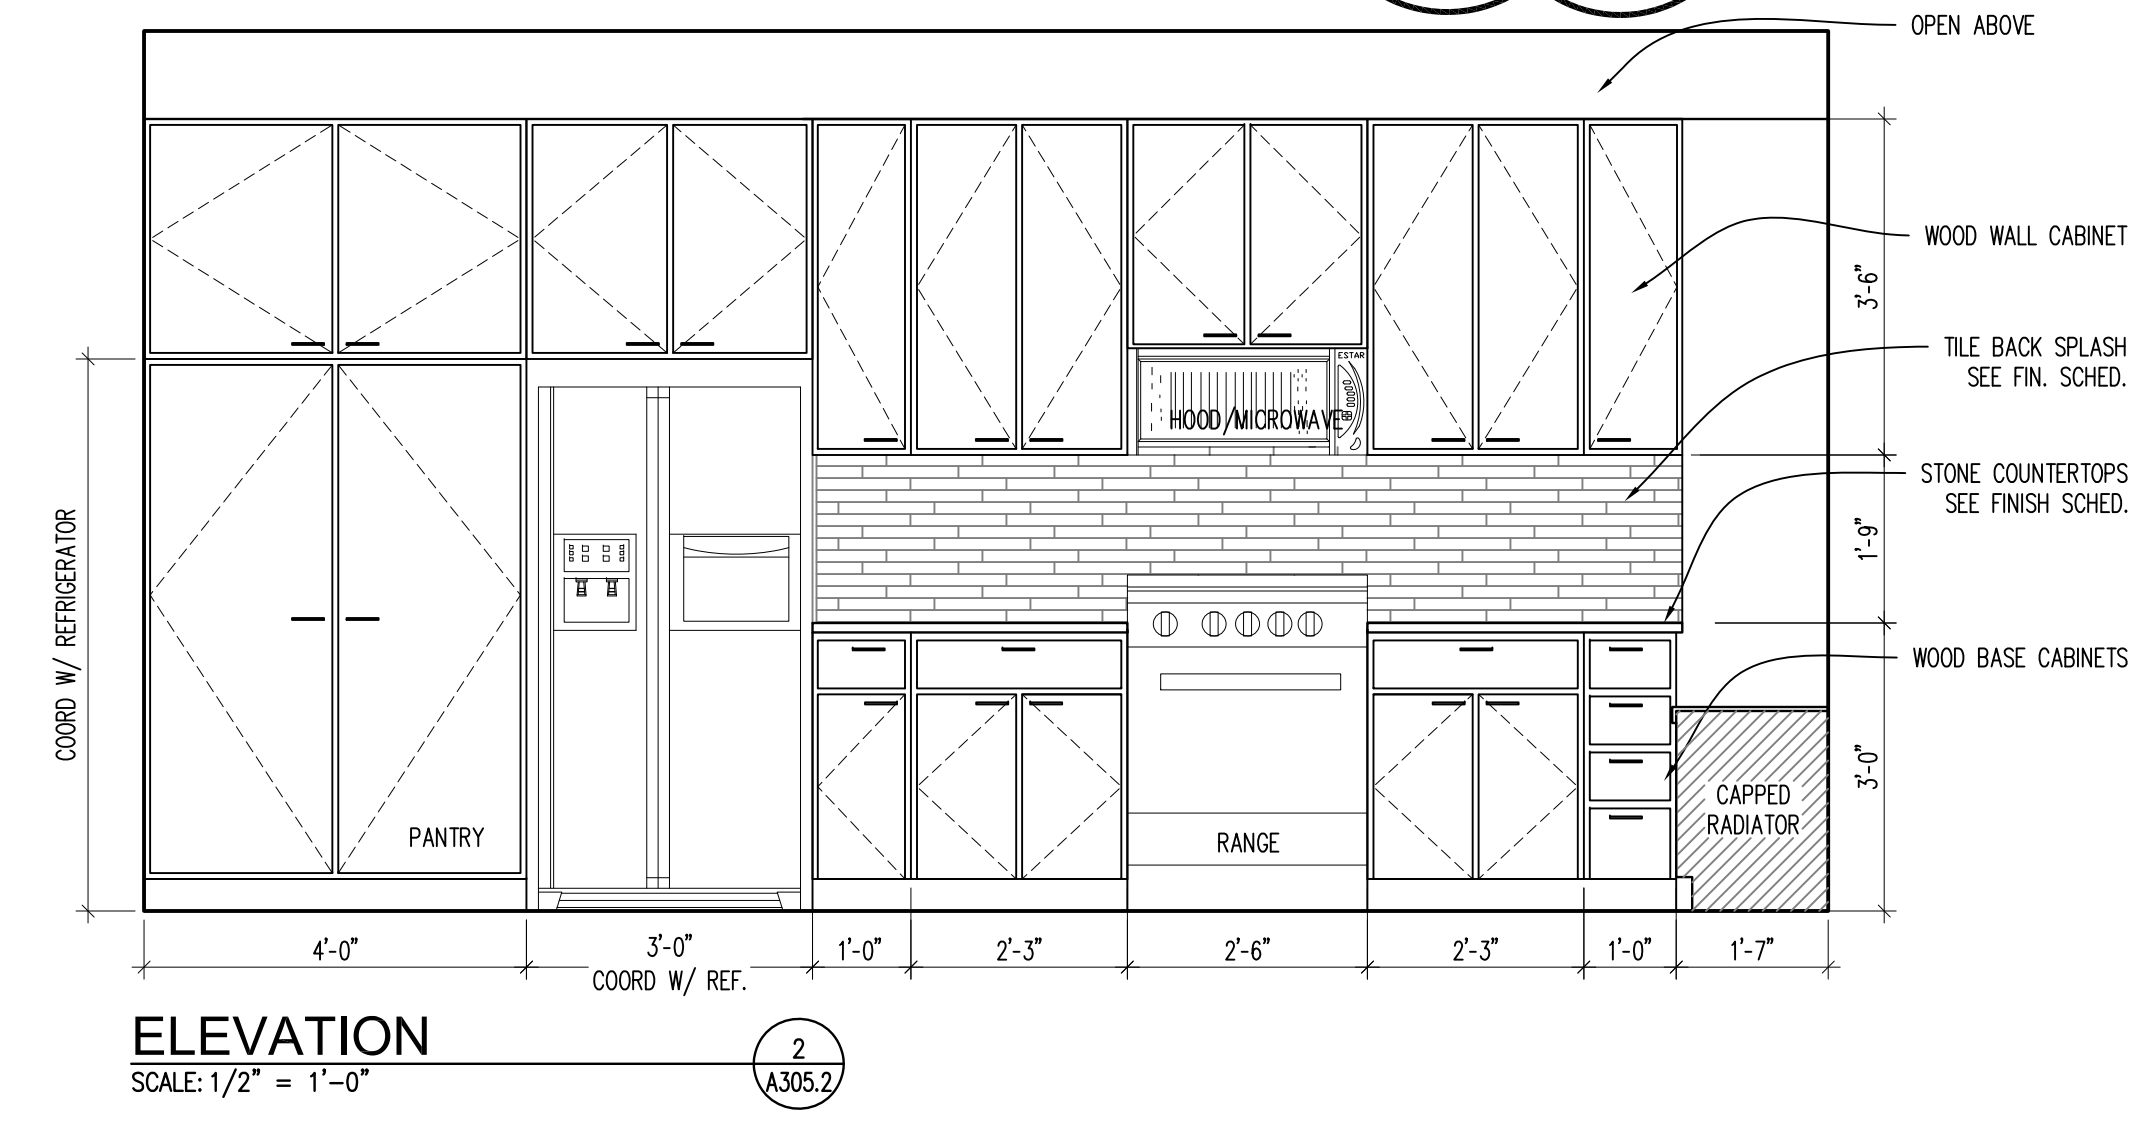 OPEN ABOVE
WOOD WALL CABINET
3'-6"
TILE BACK SPLASH
SEE FIN. SCHED.
ESTAR
HOOD/MICROWAVE
STONE COUNTERTOPS
SEE FINISH SCHED.
1'-9"
COORD W/ REFRIGERATOR
WOOD BASE CABINETS
3'-0"
CAPPED
RADIATOR
PANTRY
RANGE
4'-0"
3'-0"
COORD W/ REF.
1'-0"
2'-3"
2'-6"
2'-3"
1'-0"
1'-7"
ELEVATION
SCALE: 1/2" = 1'-0"
2
A305.2